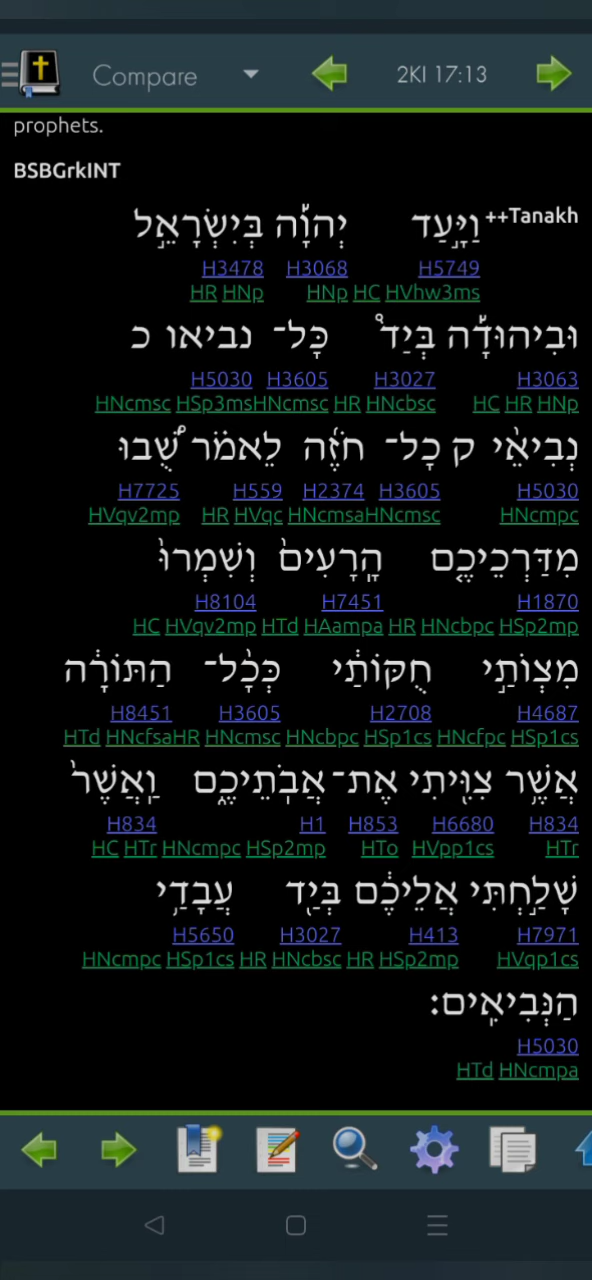 Compare 2KI 17:13
prophets.
BSBGrkINT
++Tanakh וַיָּ֣עַד יְהוָ֡ה בְּיִשְׂרָאֵ֣ל
H3478 H3068 H5749
HR HNp HNp HC HVhw3ms
וּבִיהוּדָ֡ה בְּיַד֩ כָּל־ נביאו כ
H5030 H3605 H3027 H3063
HNcmsc HSp3msHNcmsc HR HNcbsc HC HR HNp
נְבִיאֵ֨י ק כָל־ חֹזֶ֜ה לֵאמֹ֗ר שֻׁ֠בוּ
H7725 H559 H2374 H3605 H5030
HVqv2mp HR HVqc HNcmsaHNcmsc HNcmpc
מִדַּרְכֵיכֶ֤ם הָֽרָעִים֙ וְשִׁמְרוּ֙
H8104 H7451 H1870
HC HVqv2mp HTd HAampa HR HNcbpc HSp2mp
מִצְוֺתַ֣י חֻקּוֹתַ֔י כְּכָ֨ל־ הַתּוֹרָ֔ה
H8451 H3605 H2708 H4687
HTd HNcfsaHR HNcmsc HNcbpc HSp1cs HNcfpc HSp1cs
אֲשֶׁ֥ר צִוִּ֖יתִי אֶת־ אֲבֹֽתֵיכֶ֑ם וַֽאֲשֶׁר֙
H834 H1 H853 H6680 H834
HC HTr HNcmpc HSp2mp HTo HVpp1cs HTr
שָׁלַ֣חְתִּי אֲלֵיכֶ֔ם בְּיַ֖ד עֲבָדַ֥י
H5650 H3027 H413 H7971
HNcmpc HSp1cs HR HNcbsc HR HSp2mp HVqp1cs
הַנְּבִיאִֽים׃
H5030
HTd HNcmpa